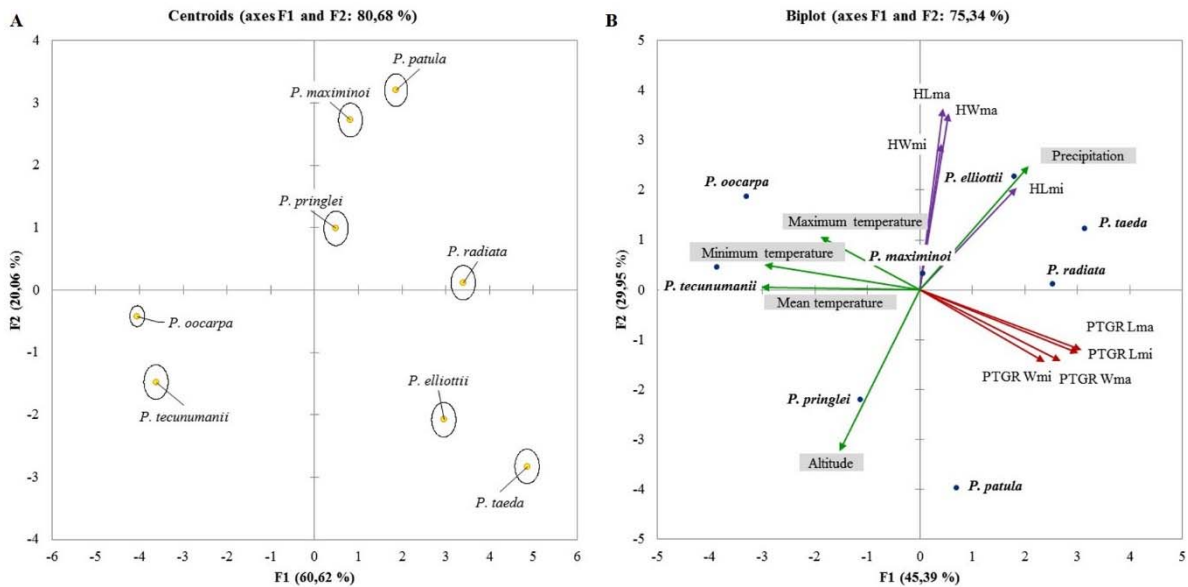 A
Centroids (axes F1 and F2: 80,68 %)
4
3
2
1
0
-1
-2
-3
-4
F2 (20,06 %)
P. patula
P. maximinoi
P. pringlei
P. radiata
P. oocarpa
P. tecunumanii
P. elliottii
P. taeda
-6 -5 -4 -3 -2 -1 0 1 2 3 4 5 6
F1 (60,62 %)
B
Biplot (axes F1 and F2: 75,34 %)
5
4
3
2
1
0
-1
-2
-3
-4
-5
F2 (29,95 %)
HLma
HWma
HWmi
Precipitation
P. elliottii
HLmi
P. oocarpa
P. taeda
Maximum temperature
Minimum temperature
P. maximinoi
P. radiata
P. tecunumanii
Mean temperature
PTGR Lma
PTGR Lmi
PTGR Wmi
PTGR Wma
P. pringlei
Altitude
P. patula
-5 -4 -3 -2 -1 0 1 2 3 4 5
F1 (45,39 %)